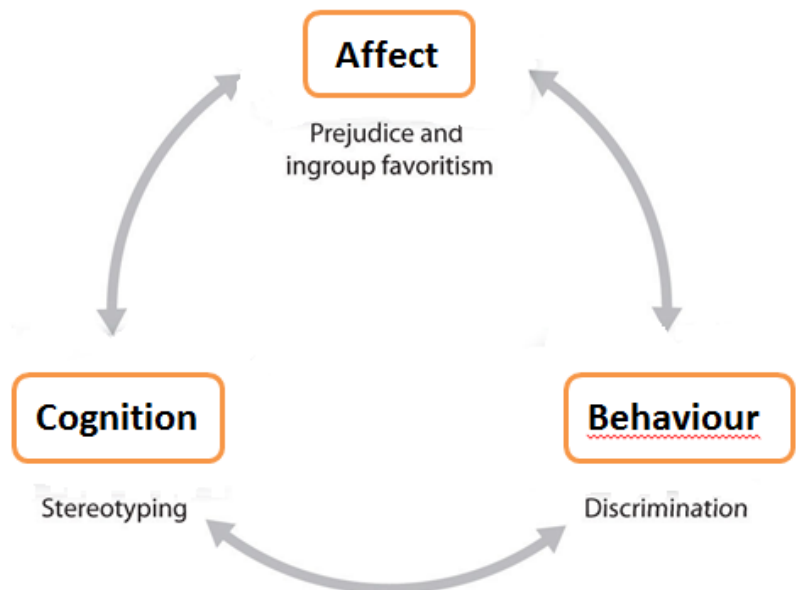 Affect
Prejudice and
ingroup favoritism
Cognition
Behaviour
Stereotyping
Discrimination